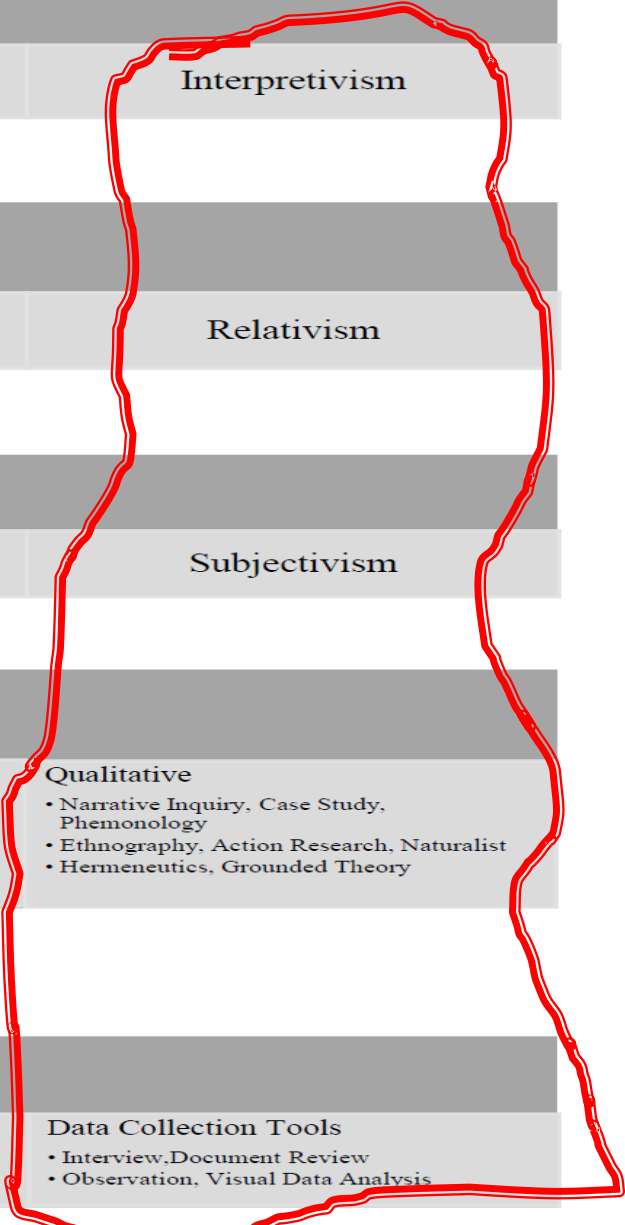 Interpretivism
Relativism
Subjectivism
Qualitative
• Narrative Inquiry, Case Study,
Phemonology
• Ethnography, Action Research, Naturalist
• Hermeneutics, Grounded Theory
Data Collection Tools
• Interview,Document Review
• Observation, Visual Data Analysis